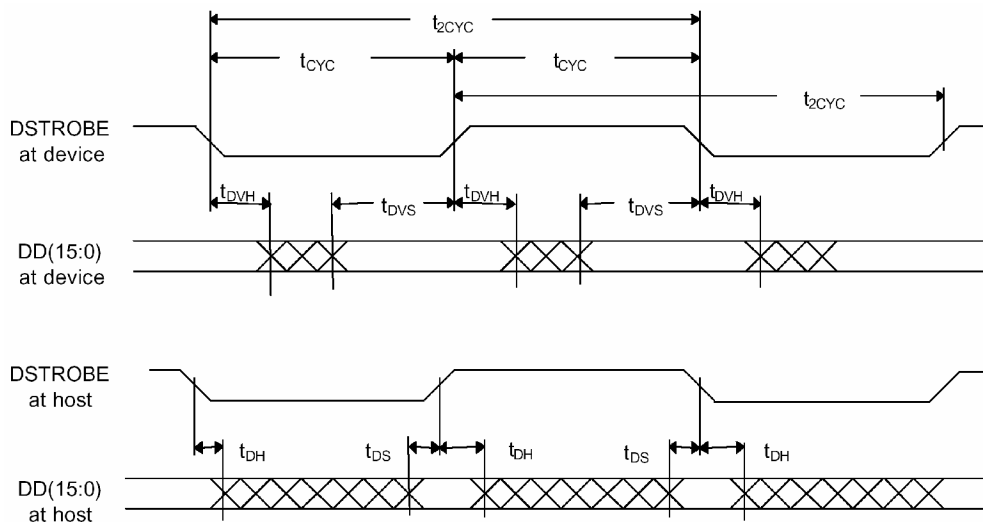 t2CYC
tCYC tCYC
t2CYC
DSTROBE
at device
tDVH tDVS tDVH tDVS tDVH
DD(15:0)
at device
DSTROBE
at host
tDH tDS tDH tDS tDH
DD(15:0)
at host